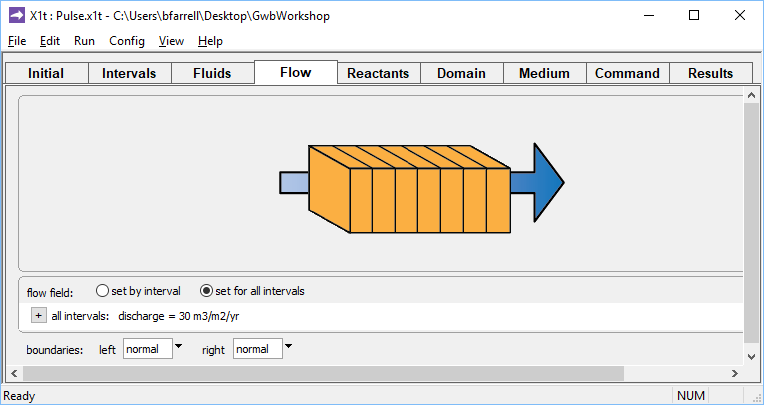 X1t : Pulse.x1t - C:\Users\bfarrell\Desktop\GwbWorkshop
File Edit Run Config View Help
Initial Intervals Fluids Flow Reactants Domain Medium Command Results
flow field: set by interval set for all intervals
+ all intervals: discharge = 30 m3/m2/yr
boundaries: left normal right normal
Ready NUM